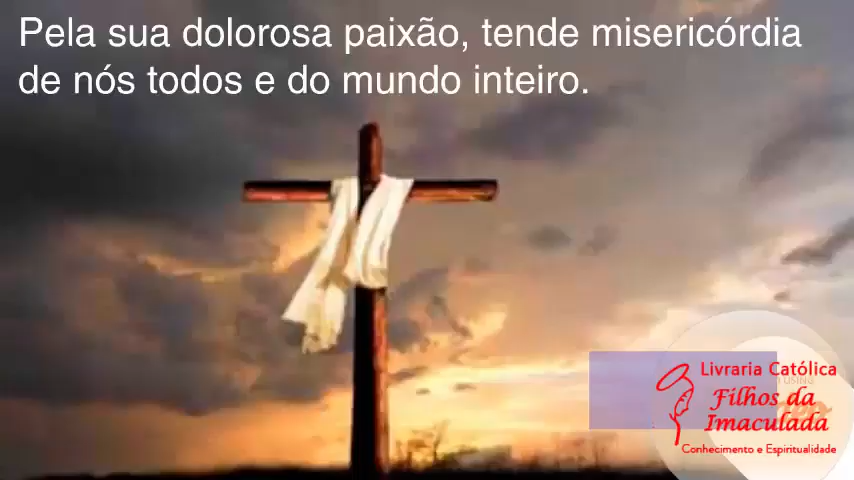 Pela sua dolorosa paixão, tende misericórdia
de nós todos e do mundo inteiro.
Livraria Católica
Filhos da
Imaculada
Conhecimento e Espiritualidade